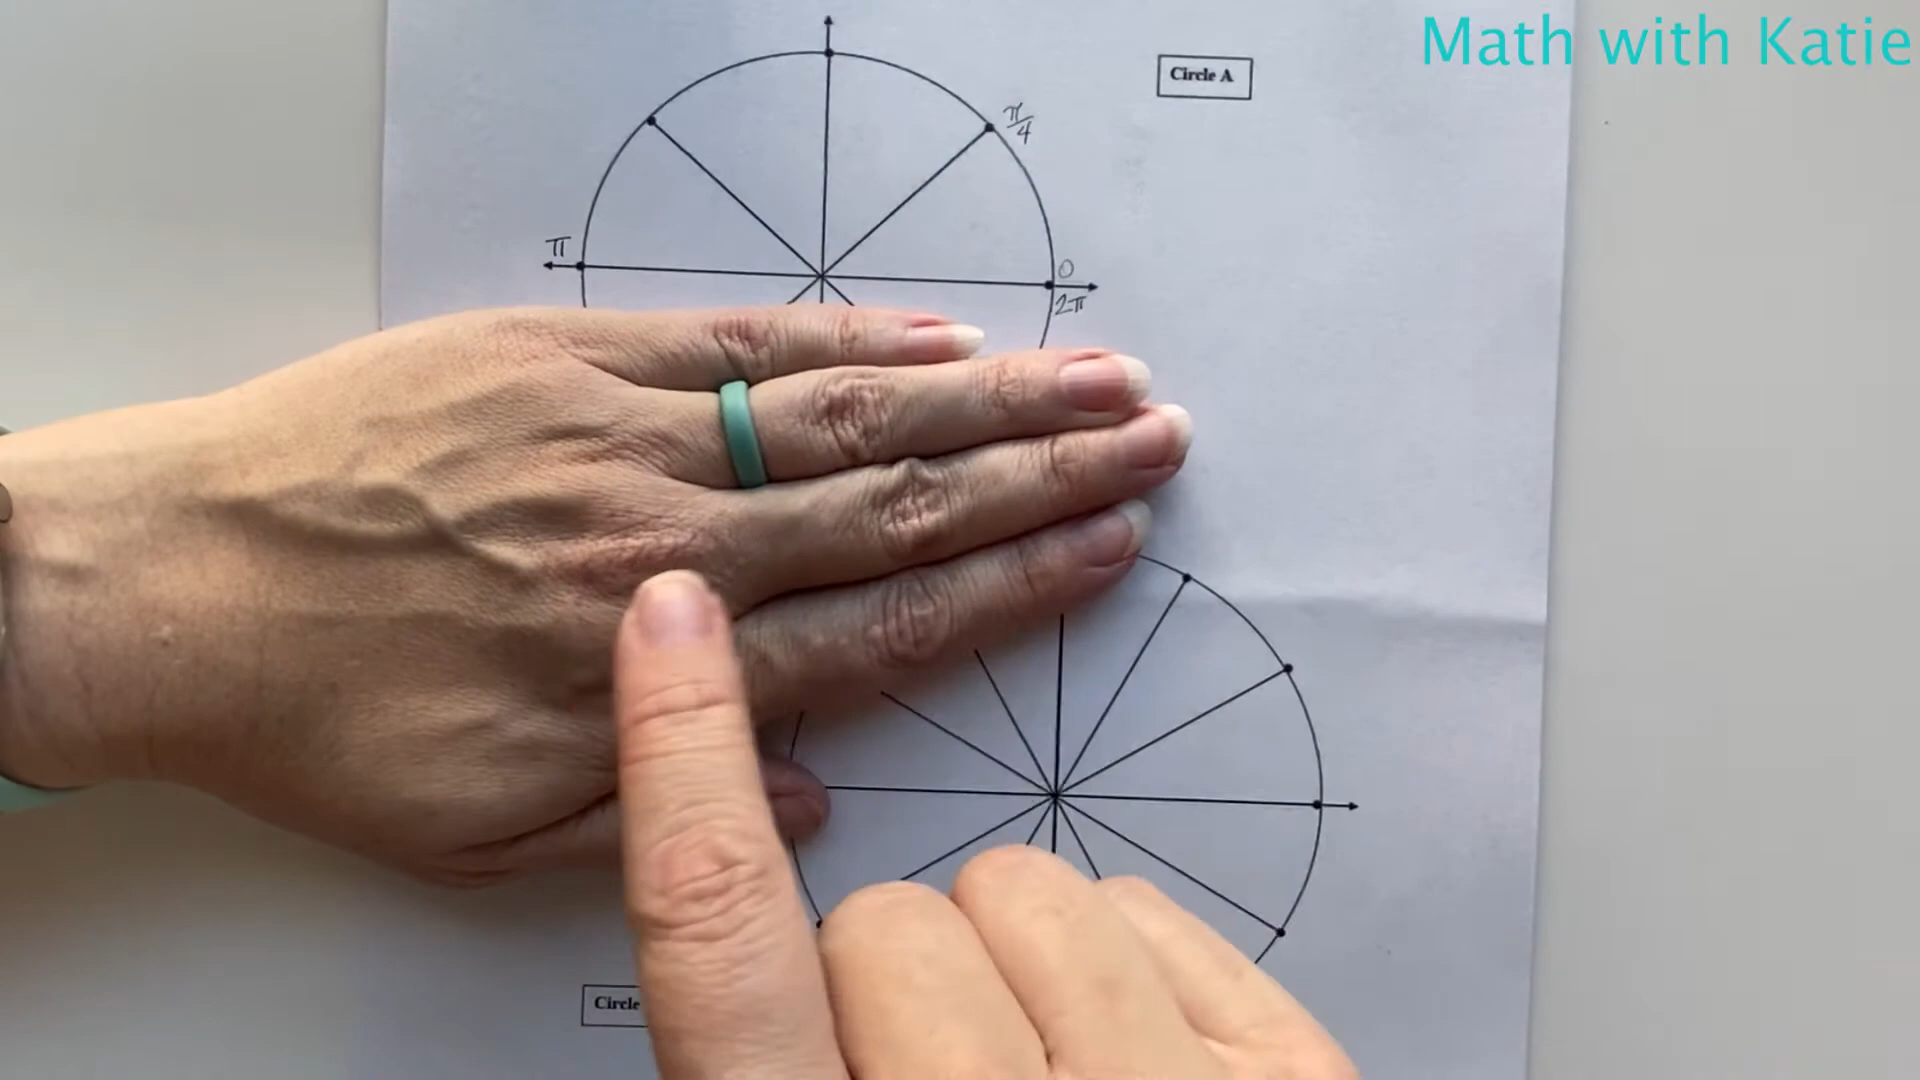 Math with Katie
Circle A
π/4
π
0
2π
Circle